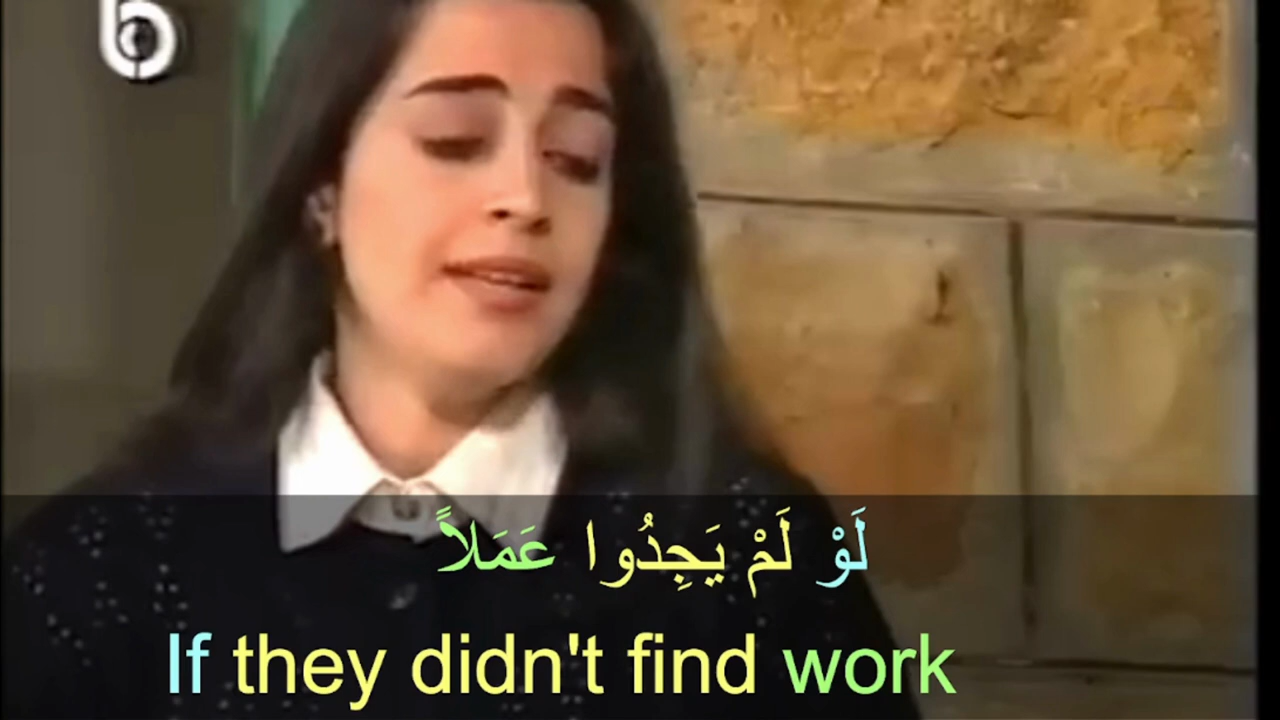 لَوْ لَمْ يَجِدُوا عَمَلاً
If they didn't find work